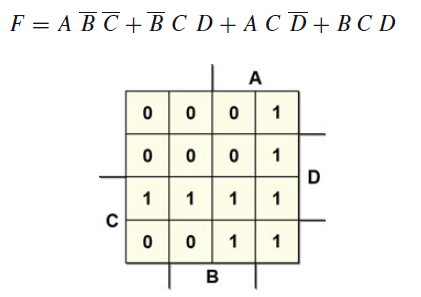 F = A B̅ C̅ + B̅ C D + A C D̅ + B C D
A
0 0 0 1
0 0 0 1
D
1 1 1 1
C
0 0 1 1
B